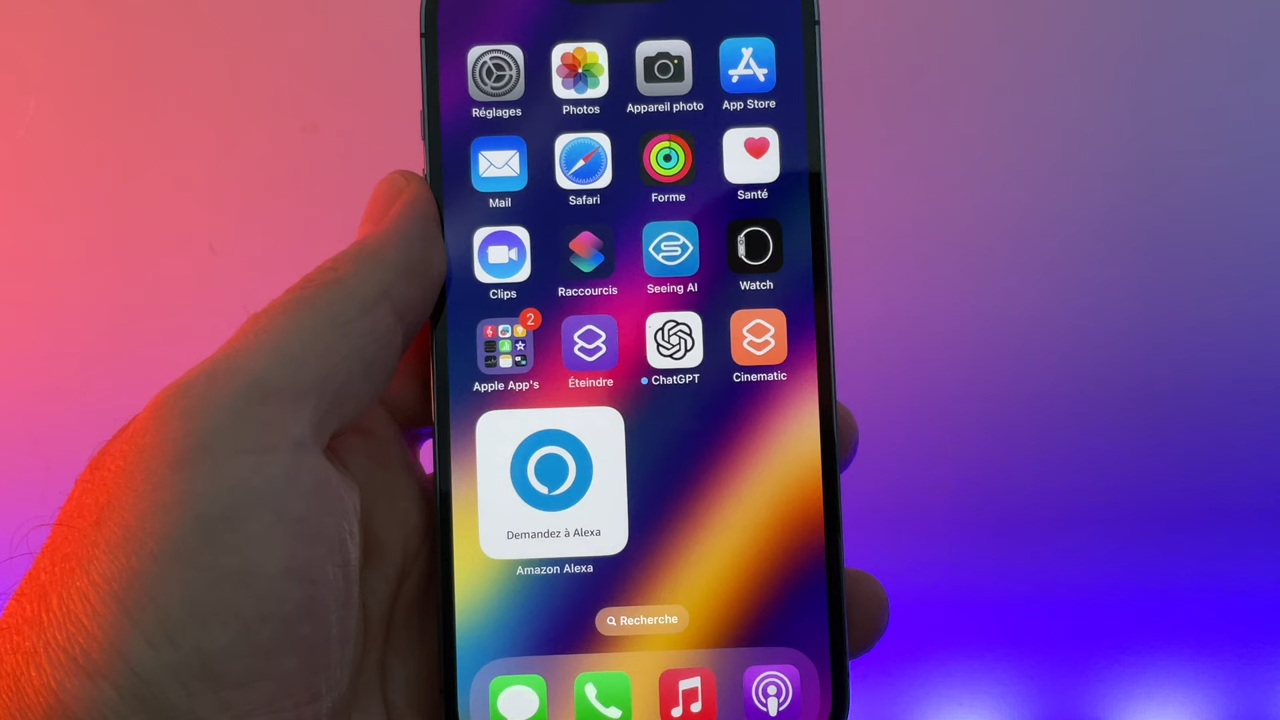 Réglages
Photos
Appareil photo
App Store
Mail
Safari
Forme
Santé
Clips
Raccourcis
Seeing AI
Watch
2
Apple App's
Éteindre
ChatGPT
Cinematic
Demandez à Alexa
Amazon Alexa
Recherche